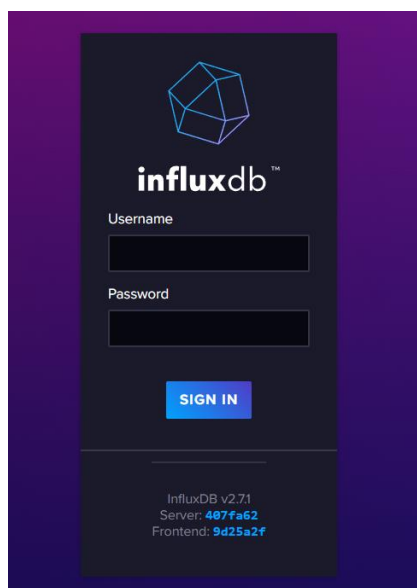 influxdb™
Username
Password
SIGN IN
InfluxDB v2.7.1
Server: 407fa62
Frontend: 9d25a2f